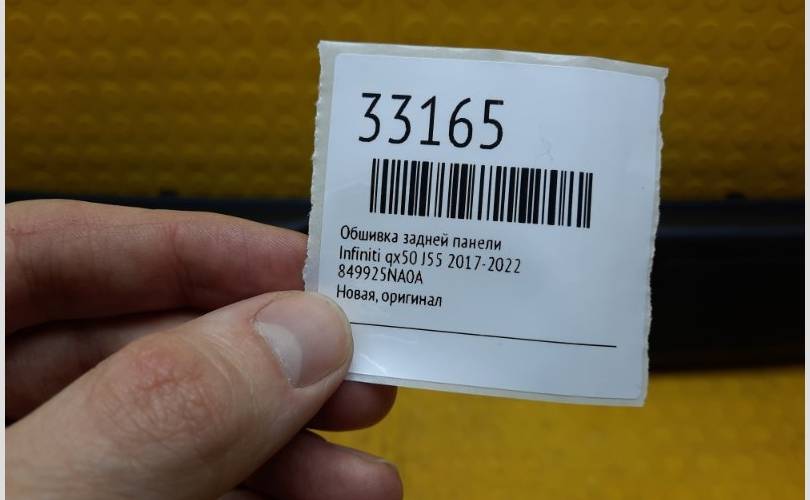 33165
Обшивка задней панели
Infiniti qx50 J55 2017-2022
849925NA0A
Новая, оригинал